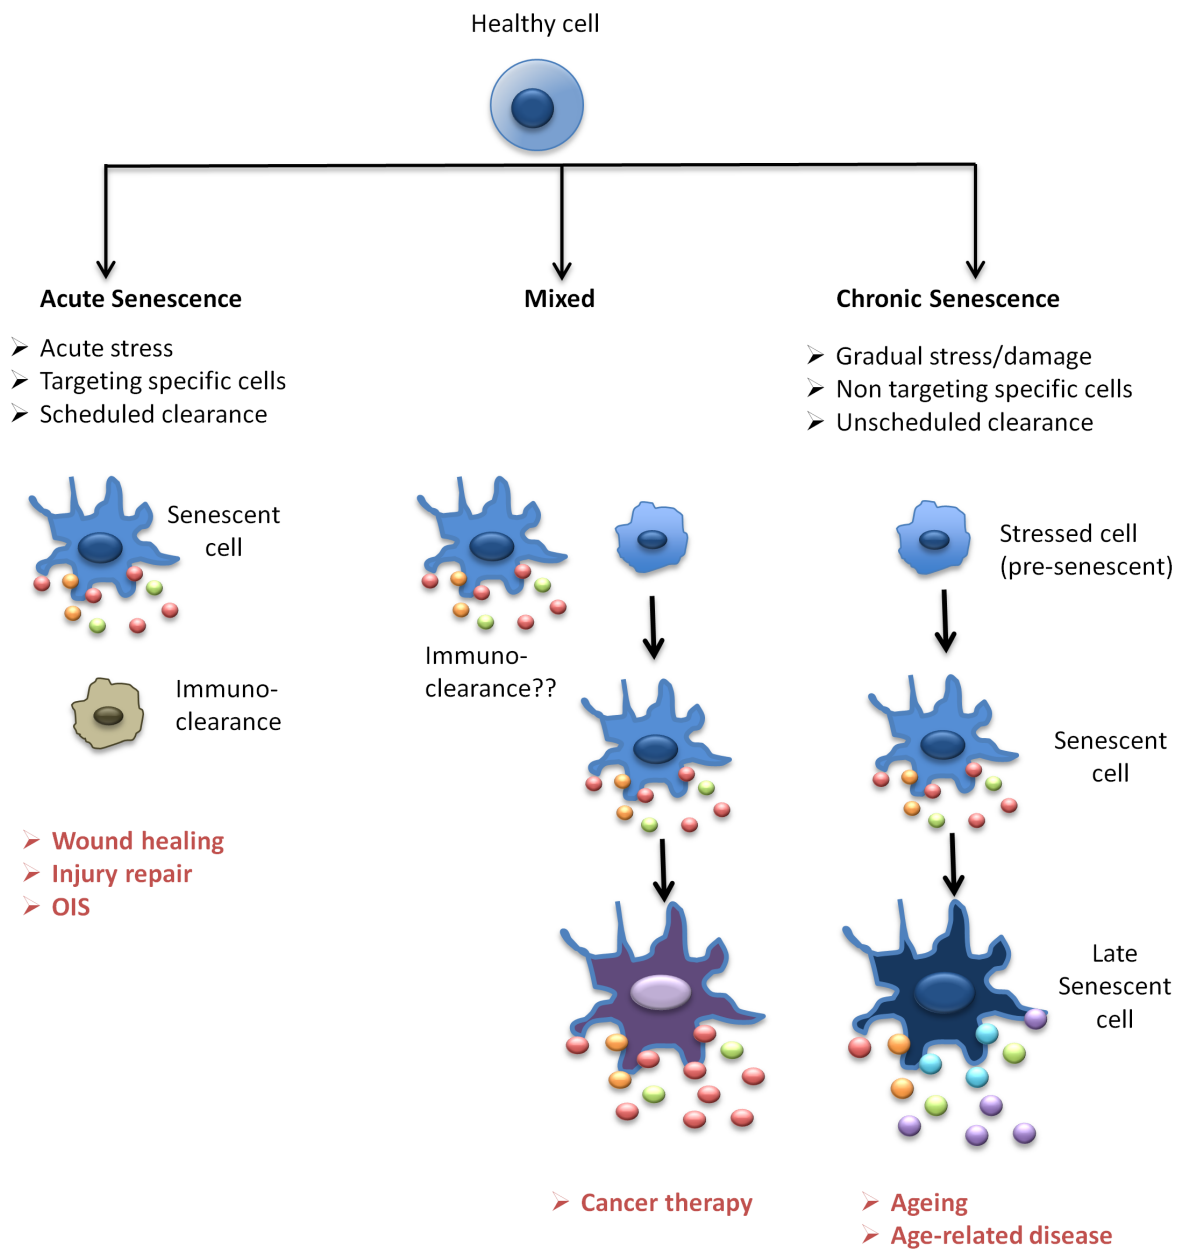 Healthy cell
Acute Senescence
Acute stress
Targeting specific cells
Scheduled clearance
Senescent
cell
Immuno-
clearance
Wound healing
Injury repair
OIS
Mixed
Immuno-
clearance??
Cancer therapy
Chronic Senescence
Gradual stress/damage
Non targeting specific cells
Unscheduled clearance
Stressed cell
(pre-senescent)
Senescent
cell
Late
Senescent
cell
Ageing
Age-related disease